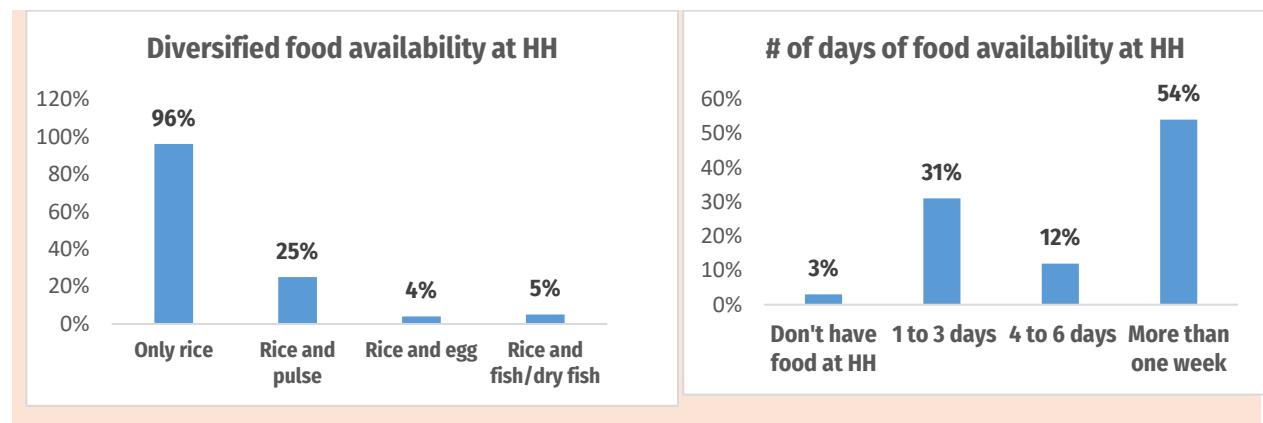 Diversified food availability at HH
120%
100%
80%
60%
40%
20%
0%
96%
25%
4%
5%
Only rice
Rice and
pulse
Rice and egg
Rice and
fish/dry fish
# of days of food availability at HH
60%
50%
40%
30%
20%
10%
0%
3%
31%
12%
54%
Don't have
food at HH
1 to 3 days
4 to 6 days
More than
one week